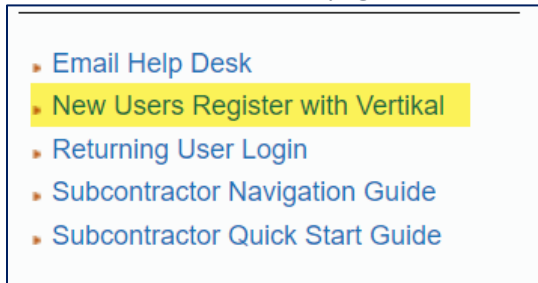 Email Help Desk
New Users Register with Vertikal
Returning User Login
Subcontractor Navigation Guide
Subcontractor Quick Start Guide